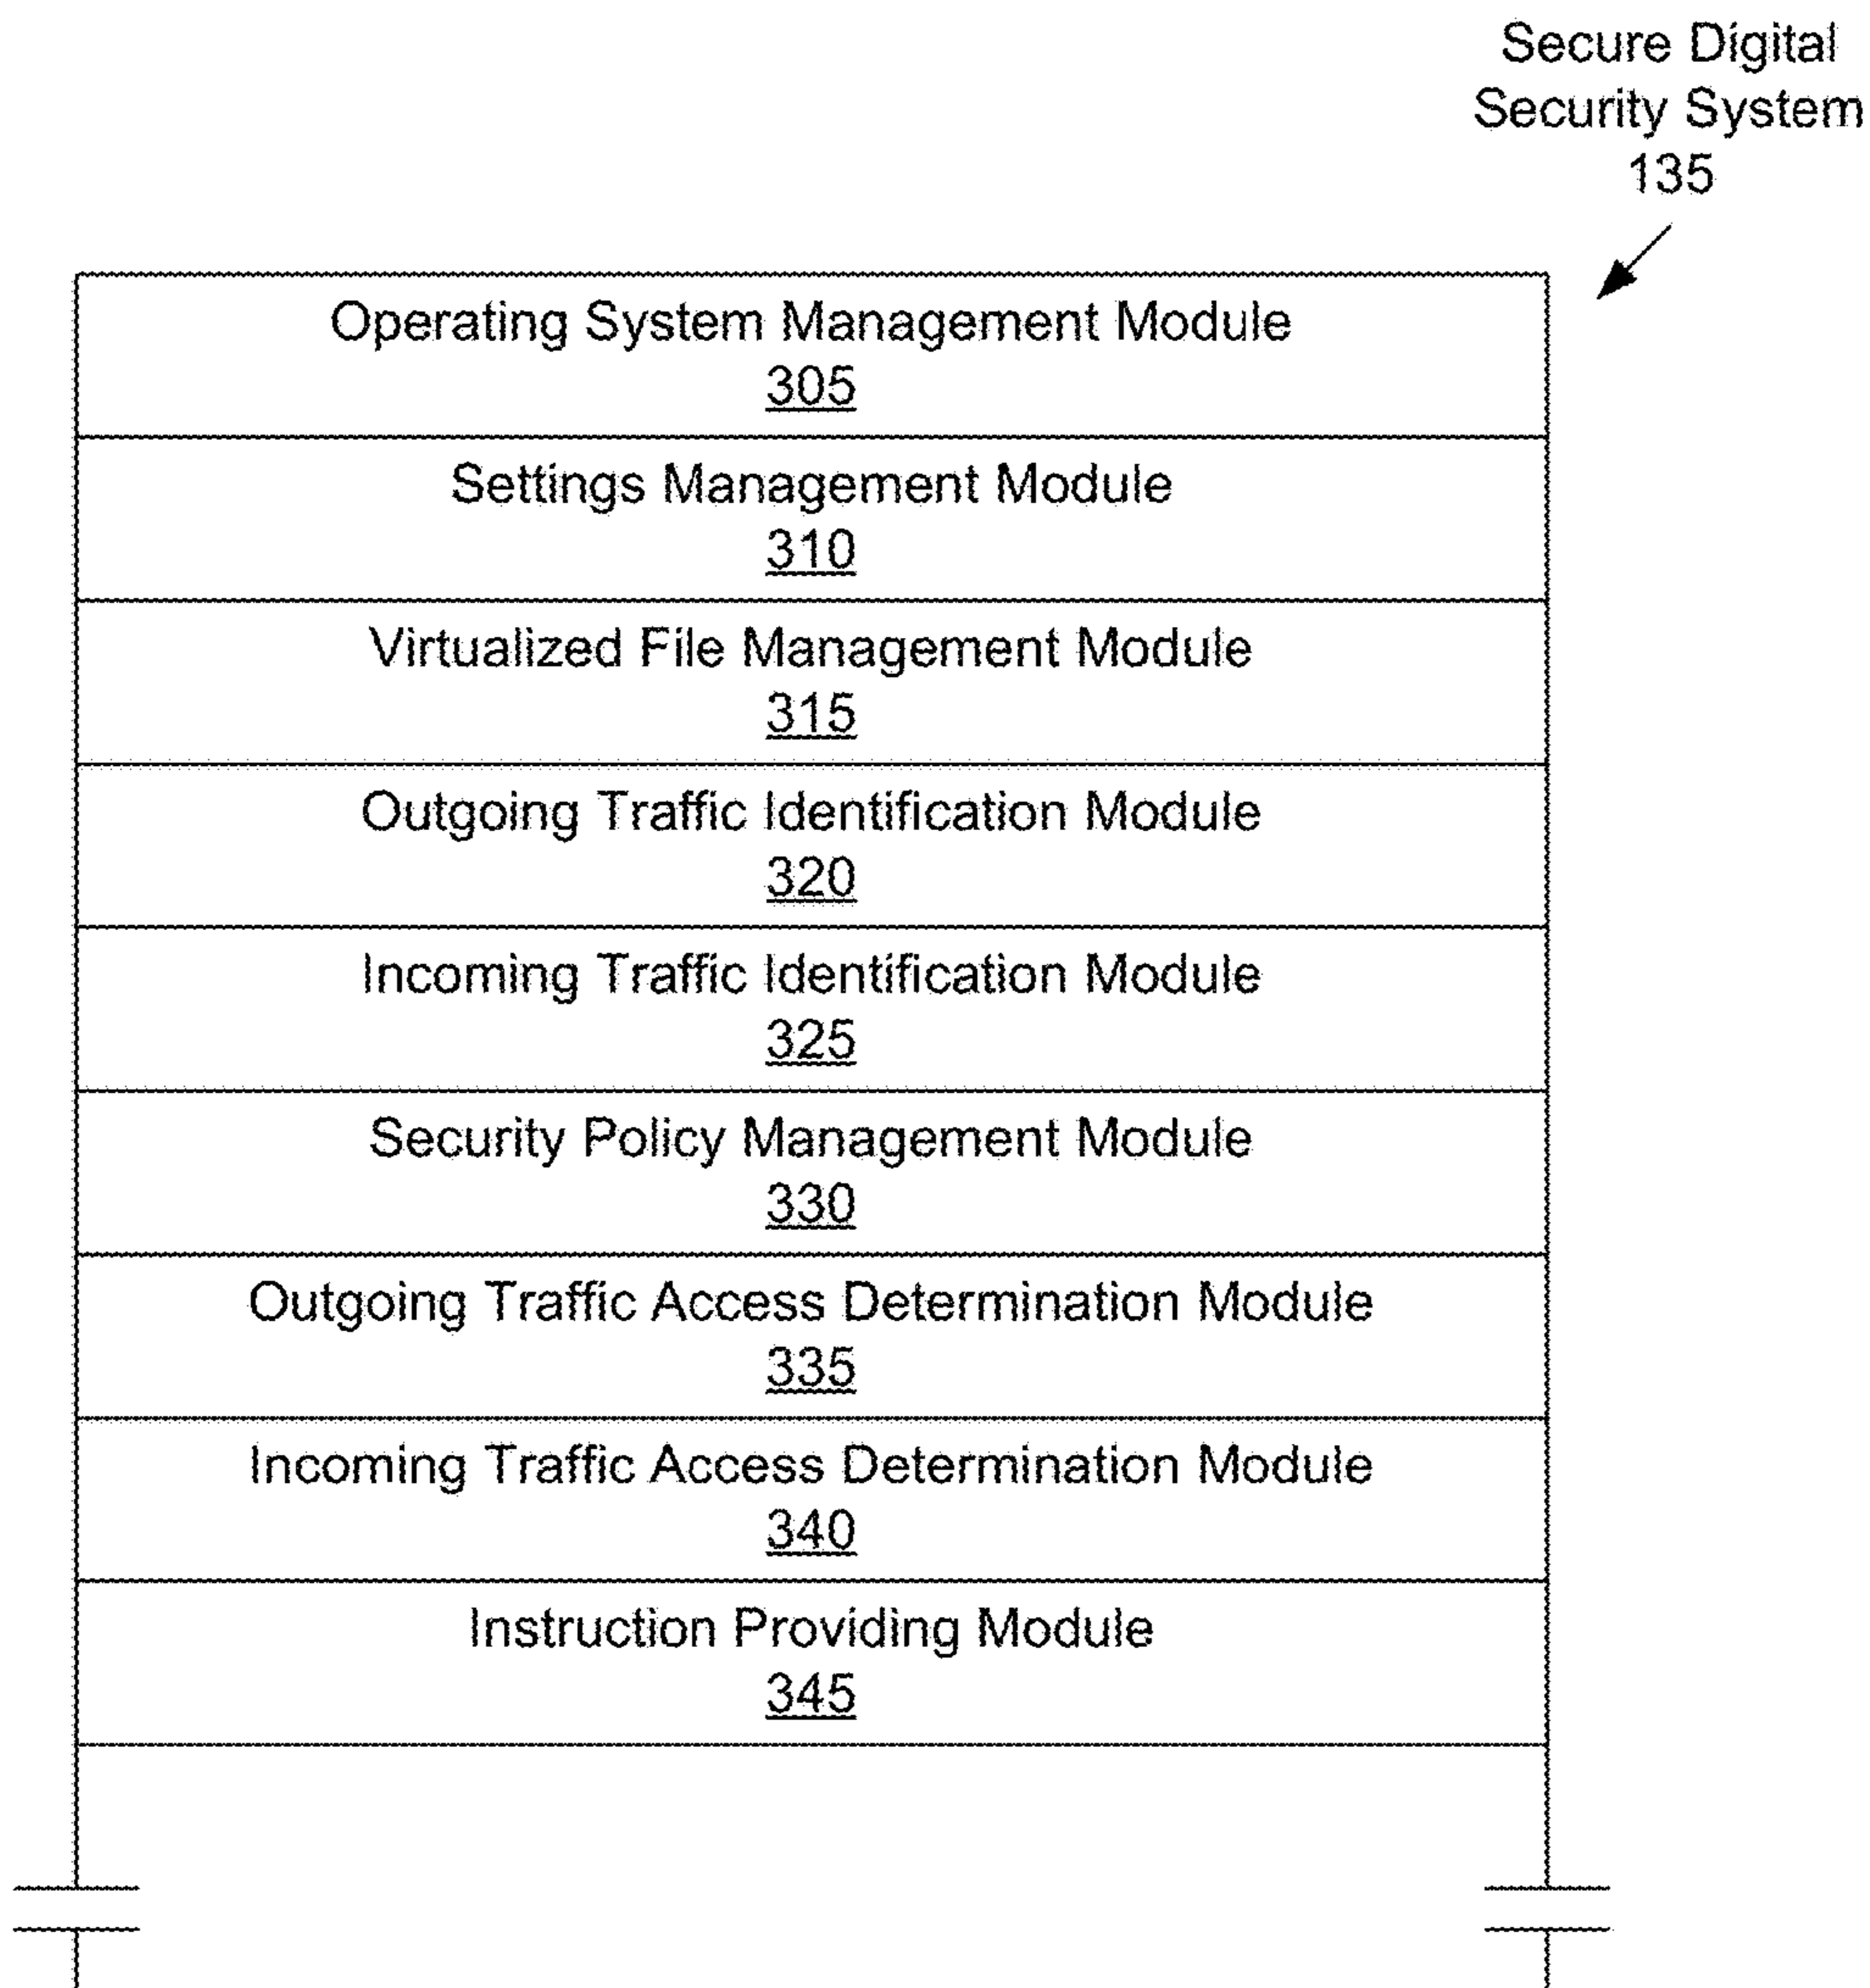 Secure Digital
Security System
135
Operating System Management Module
305
Settings Management Module
310
Virtualized File Management Module
315
Outgoing Traffic Identification Module
320
Incoming Traffic Identification Module
325
Security Policy Management Module
330
Outgoing Traffic Access Determination Module
335
Incoming Traffic Access Determination Module
340
Instruction Providing Module
345